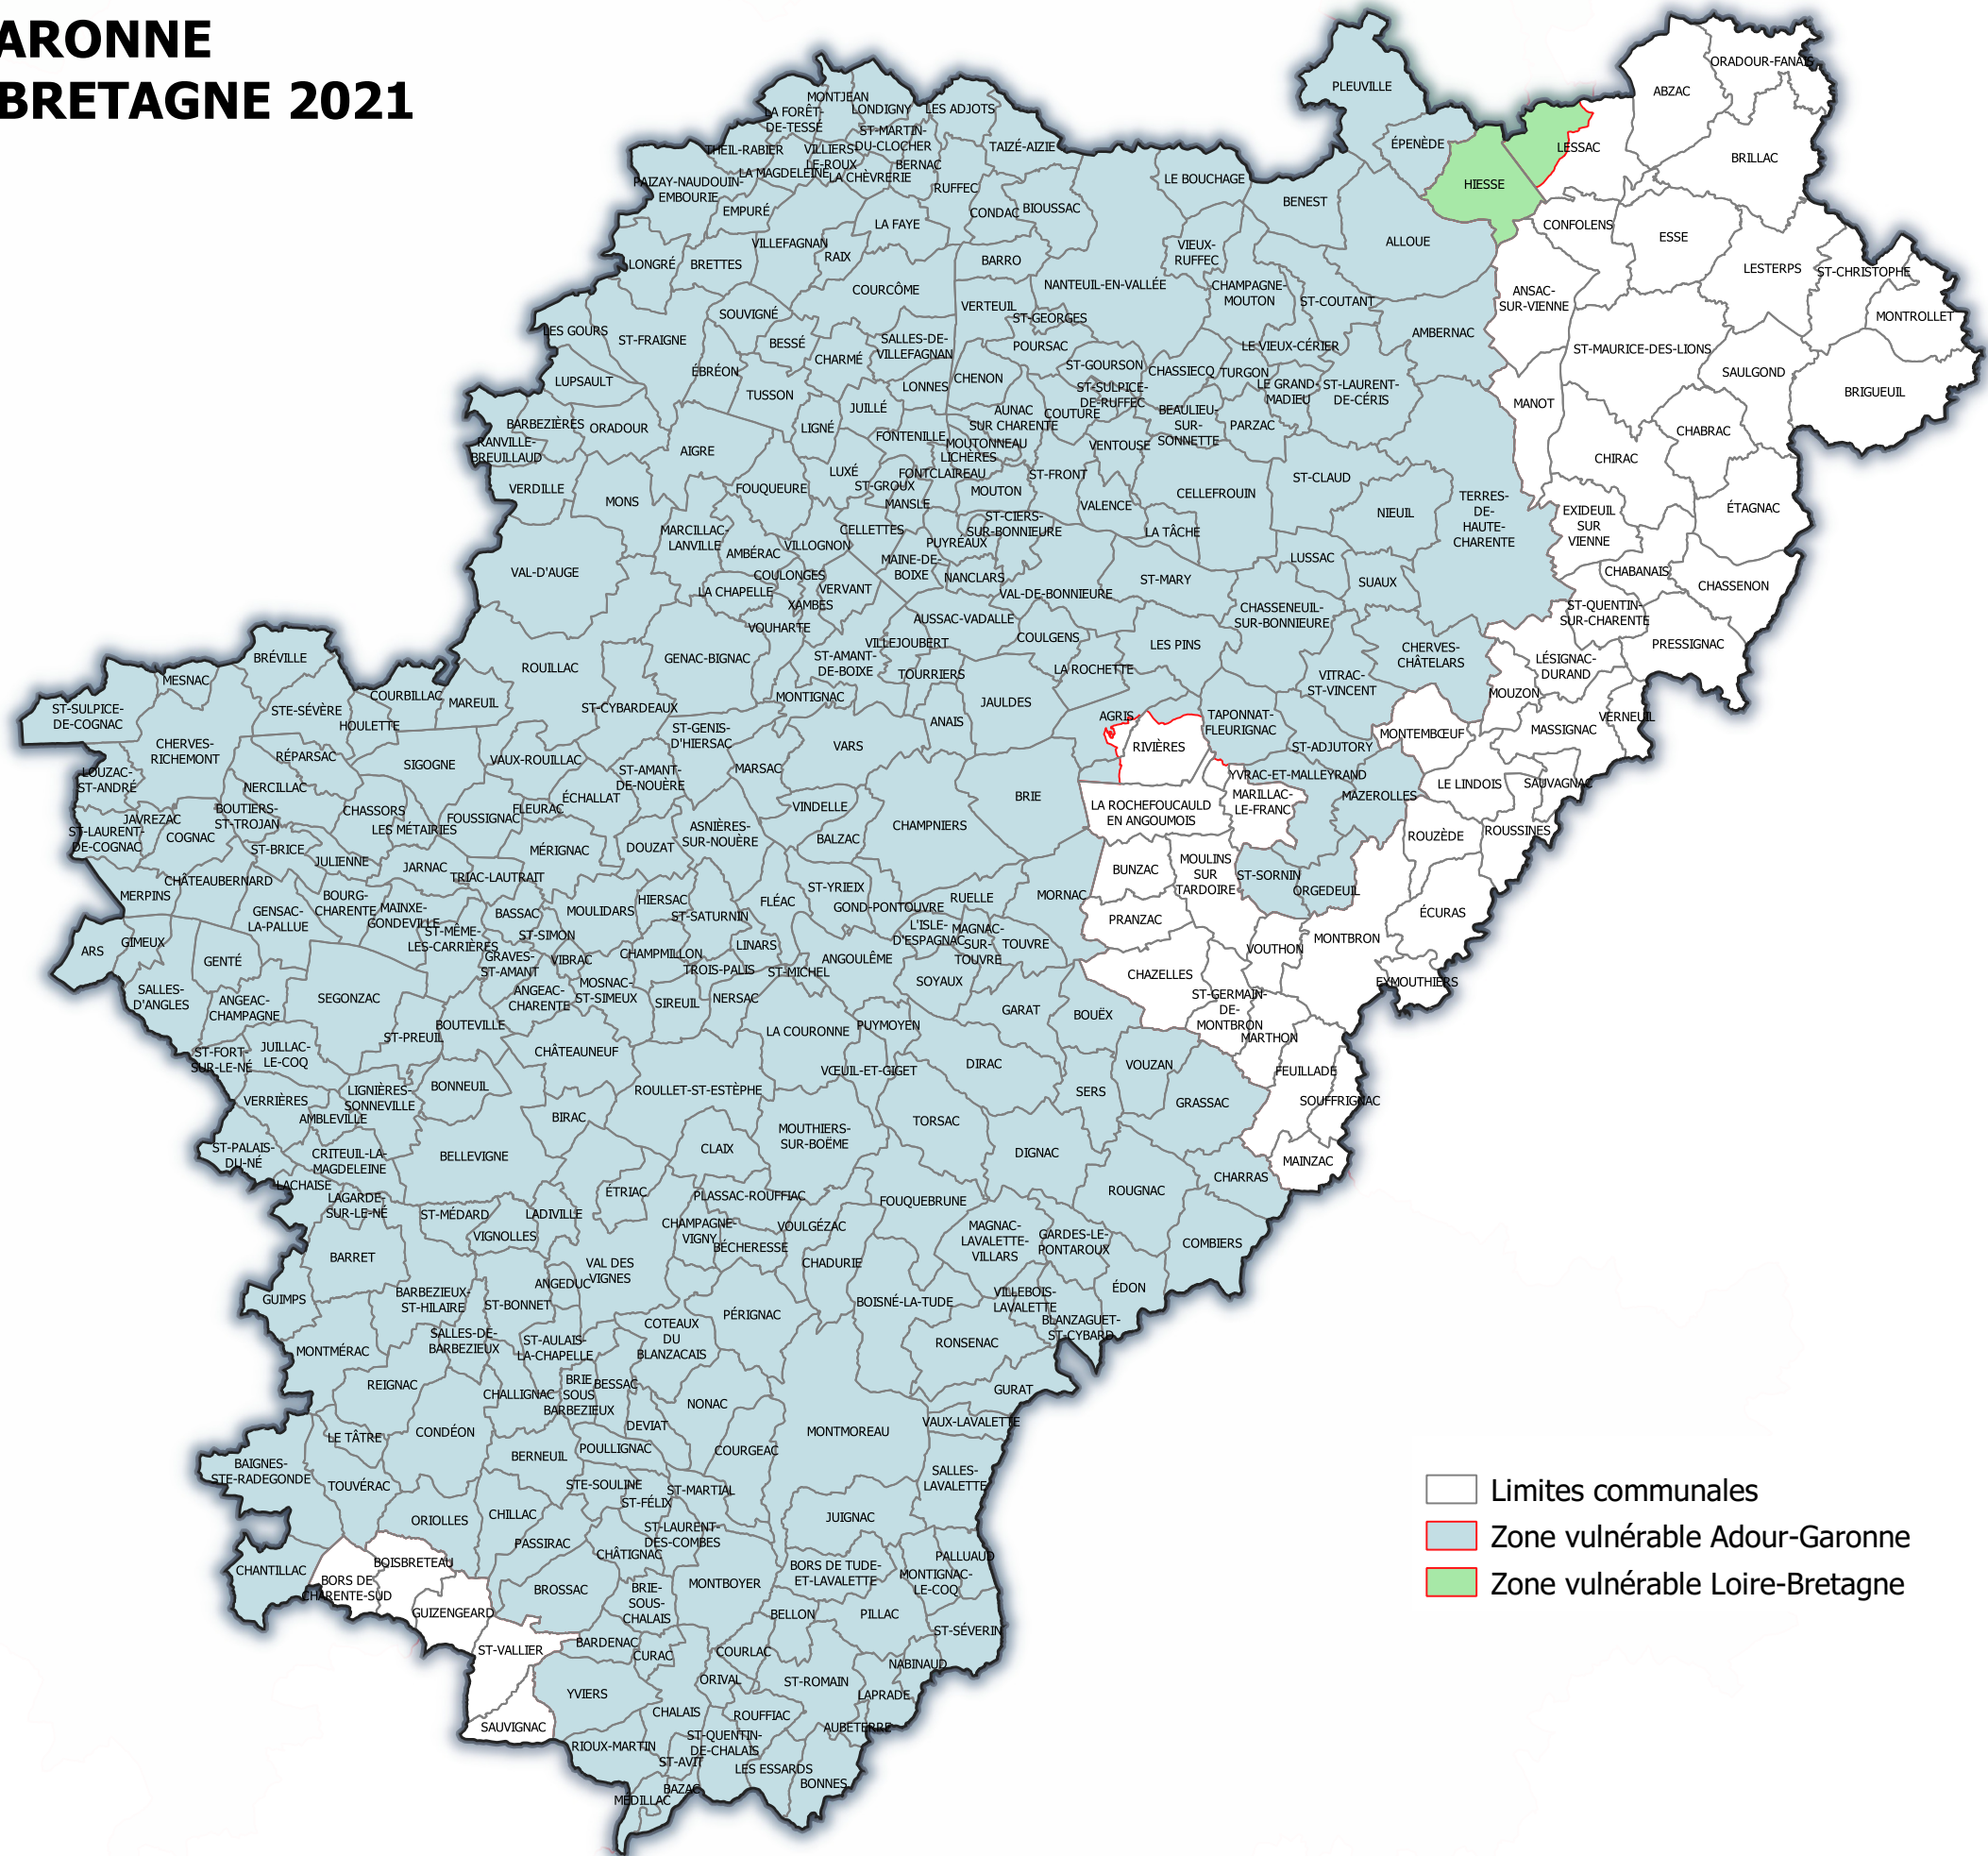 ARONNE
BRETAGNE 2021
PLEUVILLE
ABZAC
ORADOUR-FANAIS
MONTJEAN
LONDIGNY
LES ADJOTS
LA FORÊT-
DE-TESSÉ
ST-MARTIN-
DU-CLOCHER
TAIZÉ-AIZIE
ÉPENÈDE
LESSAC
BRILLAC
THEIL-RABIER
VILLIERS-
LE-ROUX
BERNAC
LA MAGDELEINE
LA CHÈVRERIE
RUFFEC
LE BOUCHAGE
HIESSE
PAIZAY-NAUDOUIN-
EMBOURIE
EMPURÉ
LA FAYE
CONDAC
BIOUSSAC
BENEST
CONFOLENS
ESSE
VILLEFAGNAN
RAIX
VIEUX-
RUFFEC
ALLOUE
LONGRÉ
BRETTES
BARRO
LESTERPS
ST-CHRISTOPHE
COURCÔME
NANTEUIL-EN-VALLÉE
CHAMPAGNE-
MOUTON
ST-COUTANT
ANSAC-
SUR-VIENNE
VERTEUIL
ST-GEORGES
MONTROLLET
SOUVIGNÉ
LES GOURS
ST-FRAIGNE
BESSÉ
SALLES-DE-
VILLEFAGNAN
CHARMÉ
POURSAC
LE VIEUX-CÉRIER
AMBERNAC
ST-MAURICE-DES-LIONS
SAULGOND
BRIGUEUIL
ÉBRÉON
LUPSAULT
TUSSON
LONNES
CHENON
ST-GOURSON
CHASSIECQ
TURGON
LE GRAND-
MADIEU
ST-LAURENT-
DE-CÉRIS
MANOT
ST-SULPICE-
DE-RUFFEC
JUILLÉ
AUNAC
SUR CHARENTE
COUTURE
BEAULIEU-
SUR-
SONNETTE
PARZAC
CHABRAC
BARBEZIÈRES
ORADOUR
LIGNÉ
FONTENILLE
MOUTONNEAU
LICHÈRES
VENTOUSE
RANVILLE-
BREUILLAUD
AIGRE
CHIRAC
LUXÉ
FONTCLAIREAU
ST-FRONT
ST-CLAUD
VERDILLE
MONS
FOUQUEURE
ST-GROUX
MANSLE
MOUTON
VALENCE
CELLEFROUIN
NIEUIL
TERRES-
DE-
HAUTE-
CHARENTE
EXIDEUIL
SUR
VIENNE
ÉTAGNAC
MARCILLAC-
LANVILLE
CELLETTES
ST-CIERS-
SUR-BONNIEURE
LA TÂCHE
AMBÉRAC
VILLOGNON
PUYRÉAUX
LUSSAC
VAL-D'AUGE
MAINE-DE-
BOIXE
NANCLARS
ST-MARY
SUAUX
CHABANAIS
CHASSENON
COULONGES
LA CHAPELLE
VERVANT
XAMBES
VAL-DE-BONNIEURE
CHASSENEUIL-
SUR-BONNIEURE
ST-QUENTIN-
SUR-CHARENTE
VOUHARTE
AUSSAC-VADALLE
VILLEJOUBERT
COULGENS
LES PINS
CHERVES-
CHÂTELARS
PRESSIGNAC
BRÉVILLE
ROUILLAC
GENAC-BIGNAC
ST-AMANT-
DE-BOIXE
TOURRIERS
LA ROCHETTE
LÉSIGNAC-
DURAND
MESNAC
COURBILLAC
MAREUIL
MONTIGNAC
VITRAC-
ST-VINCENT
MOUZON
ST-SULPICE-
DE-COGNAC
STE-SÉVÈRE
HOULETTE
ST-CYBARDEAUX
JAULDES
ANAIS
AGRIS
TAPONNAT-
FLEURIGNAC
MONTEMBŒUF
MASSIGNAC
VERNEUIL
CHERVES-
RICHEMONT
RÉPARSAC
SIGOGNE
VAUX-ROUILLAC
ST-GENIS-
D'HIERSAC
VARS
RIVIÈRES
ST-ADJUTORY
LOUZAC-
ST-ANDRÉ
NERCILLAC
ST-AMANT-
DE-NOUÈRE
MARSAC
YVRAC-ET-MALLEYRAND
LE LINDOIS
SAUVAGNAC
JAVREZAC
BOUTIERS-
ST-TROJAN
CHASSORS
FLEURAC
ÉCHALLAT
VINDELLE
BRIE
MARILLAC-
LE-FRANC
MAZEROLLES
ST-LAURENT-
DE-COGNAC
COGNAC
LES MÉTAIRIES
FOUSSIGNAC
ASNIÈRES-
SUR-NOUÈRE
BALZAC
CHAMPNIERS
LA ROCHEFOUCAULD
EN ANGOUMOIS
ROUZÈDE
ROUSSINES
ST-BRICE
JULIENNE
JARNAC
MÉRIGNAC
DOUZAT
BUNZAC
MOULINS
SUR
TARDOIRE
ST-SORNIN
ORGEDEUIL
MERPINS
CHÂTEAUBERNARD
TRIAC-LAUTRAIT
ST-YRIEIX
RUELLE
MORNAC
BOURG-
CHARENTE
MAINXE-
GONDEVILLE
BASSAC
MOULIDARS
HIERSAC
FLÉAC
GOND-PONTOUVRE
GENSAC-
LA-PALLUE
ST-MÊME-
LES-CARRIÈRES
ST-SIMON
ST-SATURNIN
L'ISLE-
D'ESPAGNAC
MAGNAC-
SUR-
TOUVRE
TOUVRE
PRANZAC
ÉCURAS
ARS
GIMEUX
GENTÉ
GRAVES-
ST-AMANT
VIBRAC
CHAMPMILLON
LINARS
TROIS-PALIS
ST-MICHEL
ANGOULÊME
SOYAUX
CHAZELLES
VOUTHON
MONTBRON
EYMOUTHIERS
SALLES-
D'ANGLES
ANGEAC-
CHAMPAGNE
SEGONZAC
ANGEAC-
CHARENTE
MOSNAC-
ST-SIMEUX
SIREUIL
NERSAC
GARAT
BOUËX
ST-GERMAIN-
DE-
MONTBRON
BOUTEVILLE
ST-PREUIL
LA COURONNE
PUYMOYEN
MARTHON
ST-FORT-
SUR-LE-NÉ
JUILLAC-
LE-COQ
CHÂTEAUNEUF
VŒUIL-ET-GIGET
DIRAC
VOUZAN
FEUILLADE
LIGNIÈRES-
SONNEVILLE
BONNEUIL
ROULLET-ST-ESTÈPHE
SERS
GRASSAC
SOUFFRIGNAC
VERRIÈRES
AMBLEVILLE
BIRAC
TORSAC
MOUTHIERS-
SUR-BOËME
ST-PALAIS-
DU-NÉ
CRITEUIL-LA-
MAGDELEINE
BELLEVIGNE
CLAIX
DIGNAC
MAINZAC
LACHAISE
LAGARDE-
SUR-LE-NÉ
ÉTRIAC
PLASSAC-ROUFFIAC
FOUQUEBRUNE
ROUGNAC
CHARRAS
ST-MÉDARD
LADIVILLE
VIGNOLLES
CHAMPAGNE-
VIGNY
VOULGÉZAC
BÉCHERESSE
MAGNAC-
LAVALETTE-
VILLARS
GARDES-LE-
PONTAROUX
COMBIERS
BARRET
VAL DES
VIGNES
CHADURIE
ANGEDUC
GUIMPS
BARBEZIEUX-
ST-HILAIRE
ST-BONNET
PÉRIGNAC
BOISNÉ-LA-TUDE
VILLEBOIS-
LAVALETTE
ÉDON
MONTMÉRAC
SALLES-DE-
BARBEZIEUX
ST-AULAIS-
LA-CHAPELLE
COTEAUX
DU
BLANZACAIS
RONSENAC
BLANZAGUET-
ST-CYBARD
REIGNAC
CHALLIGNAC
BRIE
SOUS
BARBEZIEUX
BESSAC
NONAC
GURAT
LE TÂTRE
CONDÉON
DEVIAT
MONTMOREAU
VAUX-LAVALETTE
BERNEUIL
POULLIGNAC
COURGEAC
BAIGNES-
STE-RADEGONDE
TOUVÉRAC
STE-SOULINE
ST-FÉLIX
ST-MARTIAL
SALLES-
LAVALETTE
ORIOLLES
CHILLAC
JUIGNAC
PASSIRAC
ST-LAURENT-
DES-COMBES
CHÂTIGNAC
CHANTILLAC
BORS DE
CHARENTE-SUD
BOISBRETEAU
BROSSAC
BRIE-
SOUS-
CHALAIS
MONTBOYER
BORS DE TUDE-
ET-LAVALETTE
PALLUAUD
MONTIGNAC-
LE-COQ
GUIZENGEARD
BELLON
PILLAC
ST-SÉVERIN
ST-VALLIER
BARDENAC
CURAC
COURLAC
NABINAUD
YVIERS
ORIVAL
ST-ROMAIN
LAPRADE
SAUVIGNAC
CHALAIS
ROUFFIAC
AUBETERRE
RIOUX-MARTIN
ST-QUENTIN-
DE-CHALAIS
ST-AVIT
LES ESSARDS
BONNES
BAZAC
MÉDILLAC
Limites communales
Zone vulnérable Adour-Garonne
Zone vulnérable Loire-Bretagne